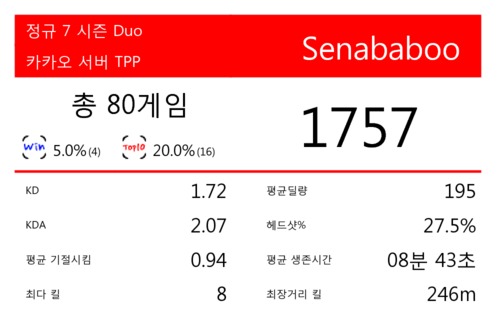 정규 7 시즌 Duo
카카오 서버 TPP
Senababoo
총 80게임
Win 5.0% (4) Top10 20.0% (16)
1757
KD 1.72 평균딜량 195
KDA 2.07 헤드샷% 27.5%
평균 기절시킴 0.94 평균 생존시간 08분 43초
최다 킬 8 최장거리 킬 246m